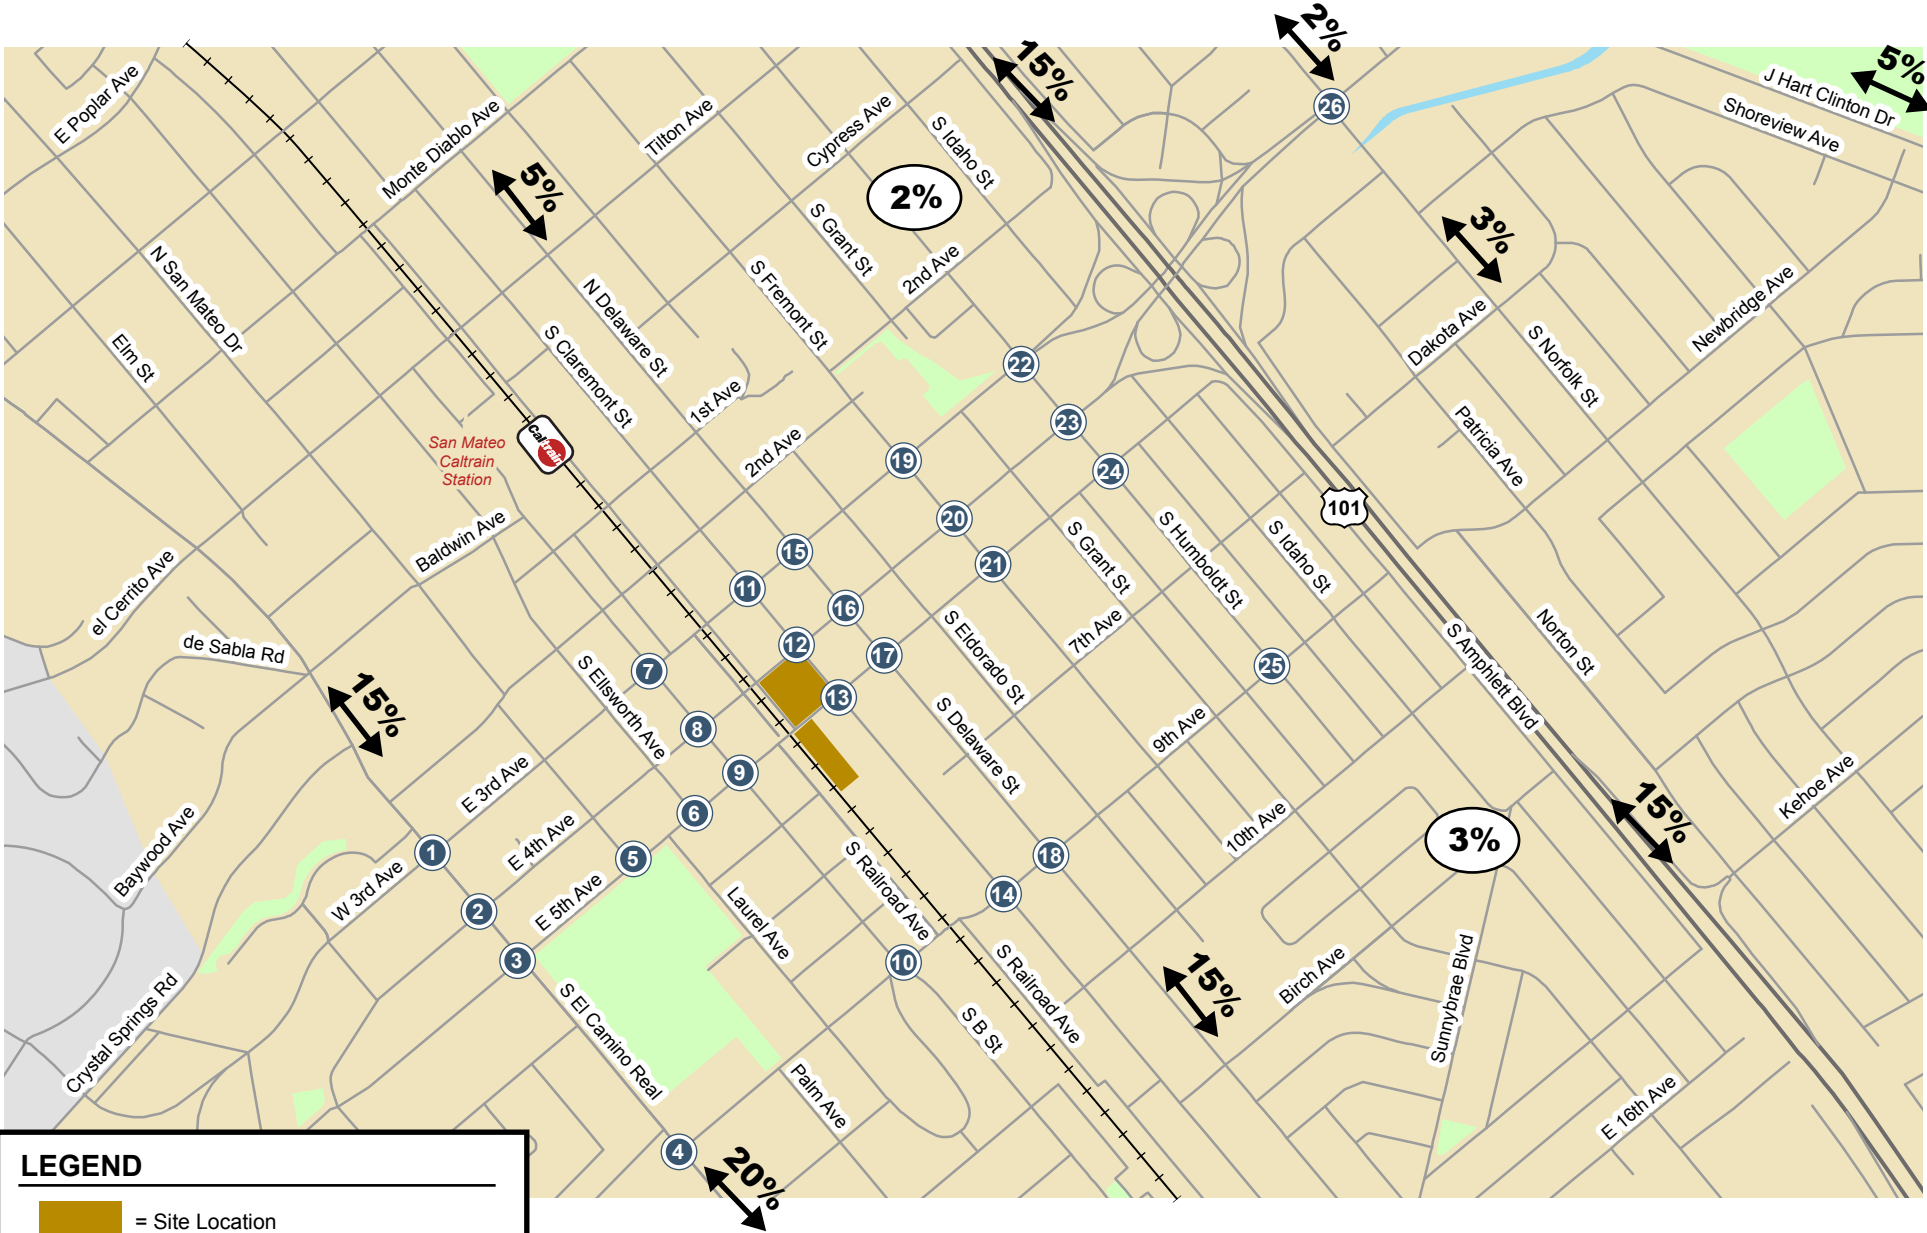 2%
15%
5%
E Poplar Ave
Monte Diablo Ave
Tilton Ave
Cypress Ave
S Idaho St
26
J Hart Clinton Dr
Shoreview Ave
5%
2%
S Grant St
2nd Ave
3%
N San Mateo Dr
Elm St
N Delaware St
S Claremont St
S Fremont St
1st Ave
2nd Ave
22
23
24
19
20
21
Dakota Ave
S Norfolk St
Newbridge Ave
Patricia Ave
101
San Mateo
Caltrain
Station
Caltrain
Baldwin Ave
el Cerrito Ave
de Sabla Rd
15%
15
11
16
12
17
13
7
8
9
6
5
S Ellsworth Ave
S Eldorado St
S Delaware St
7th Ave
S Grant St
S Humboldt St
S Idaho St
25
9th Ave
10th Ave
S Amphlett Blvd
Norton St
Kehoe Ave
15%
3%
E 3rd Ave
E 4th Ave
E 5th Ave
W 3rd Ave
Baywood Ave
Crystal Springs Rd
1
2
3
4
S El Camino Real
Laurel Ave
Palm Ave
S Railroad Ave
S Railroad Ave
S B St
10
14
18
15%
Birch Ave
Sunnybrae Blvd
E 16th Ave
20%
LEGEND
= Site Location